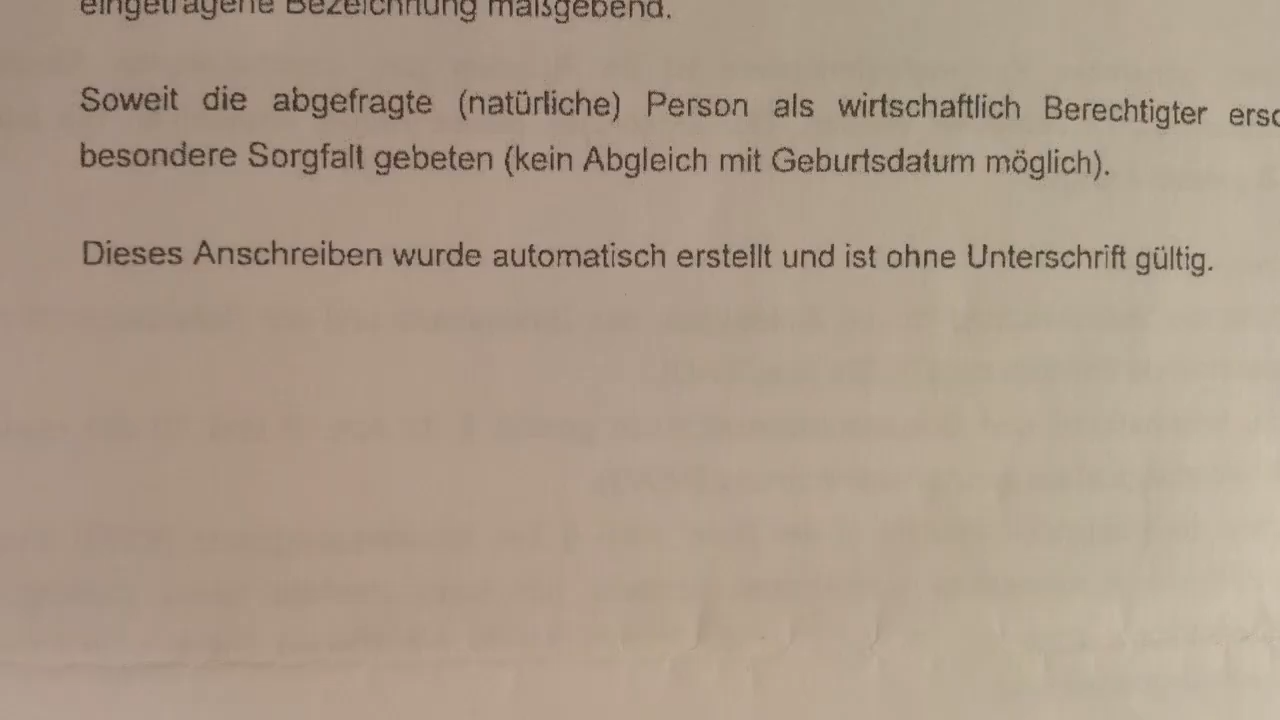 eingetragene Bezeichnung maßgebend.
Soweit die abgefragte (natürliche) Person als wirtschaftlich Berechtigter
besondere Sorgfalt gebeten (kein Abgleich mit Geburtsdatum möglich).
Dieses Anschreiben wurde automatisch erstellt und ist ohne Unterschrift gültig.